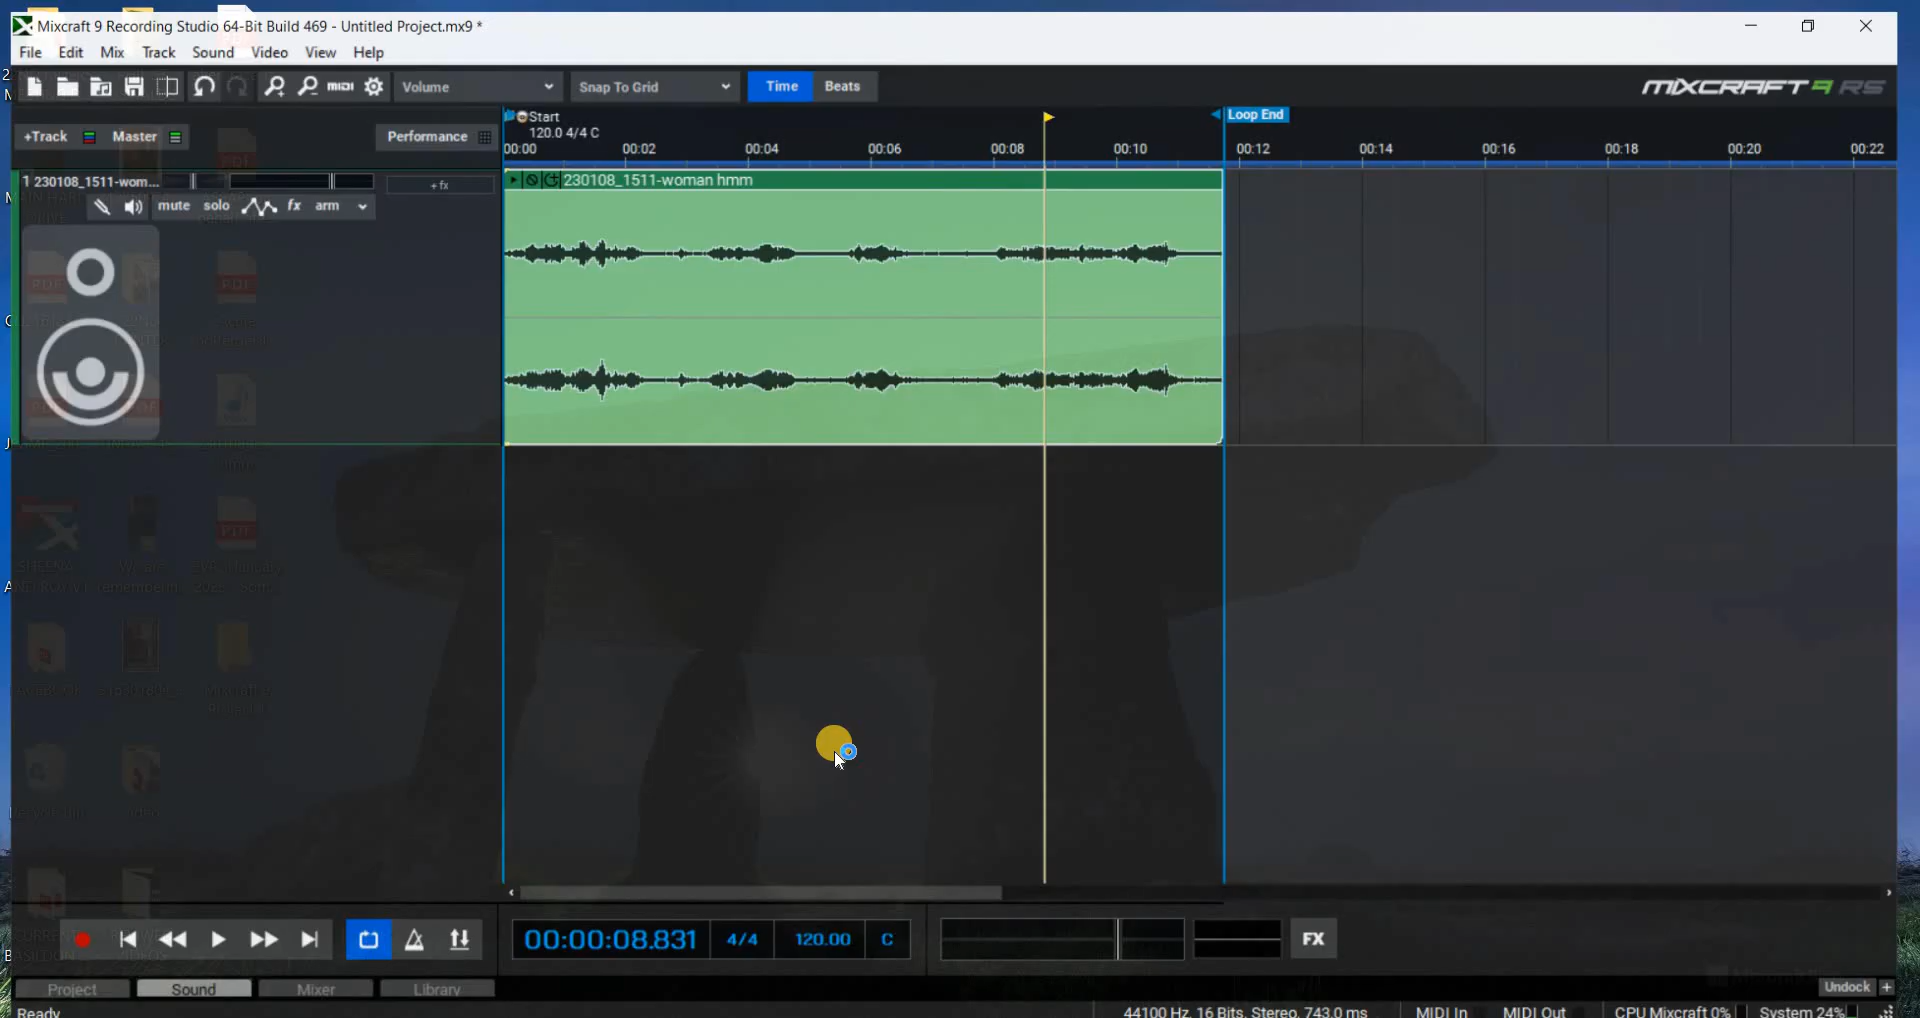 Mixcraft 9 Recording Studio 64-Bit Build 469 - Untitled Project.mx9 *
File Edit Mix Track Sound Video View Help
MIDI Volume Snap To Grid Time Beats MIXCRAFT 9 RS
+Track Master Performance
Start
120.0 4/4 C
Loop End
00:00 00:02 00:04 00:06 00:08 00:10 00:12 00:14 00:16 00:18 00:20 00:22
1 230108_1511-wom... +fx
230108_1511-woman hmm
mute solo fx arm
00:00:08.831 4/4 120.00 C FX
Project Sound Mixer Library Undock +
Ready 44100 Hz, 16 Bits, Stereo, 743.0 ms MIDI In MIDI Out CPU Mixcraft 0% System 24%